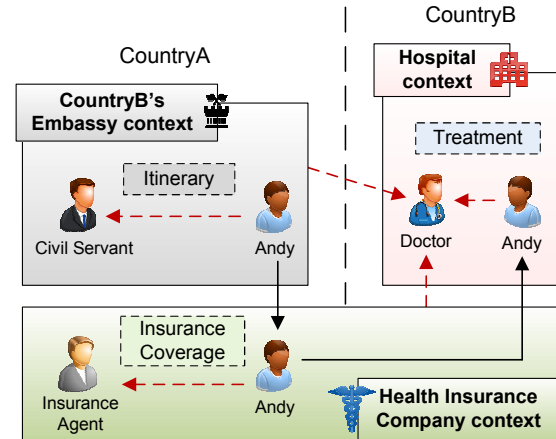 CountryA
CountryB
CountryB's
Embassy context
Hospital
context
Itinerary
Treatment
Civil Servant
Andy
Doctor
Andy
Insurance
Coverage
Insurance
Agent
Andy
Health Insurance
Company context